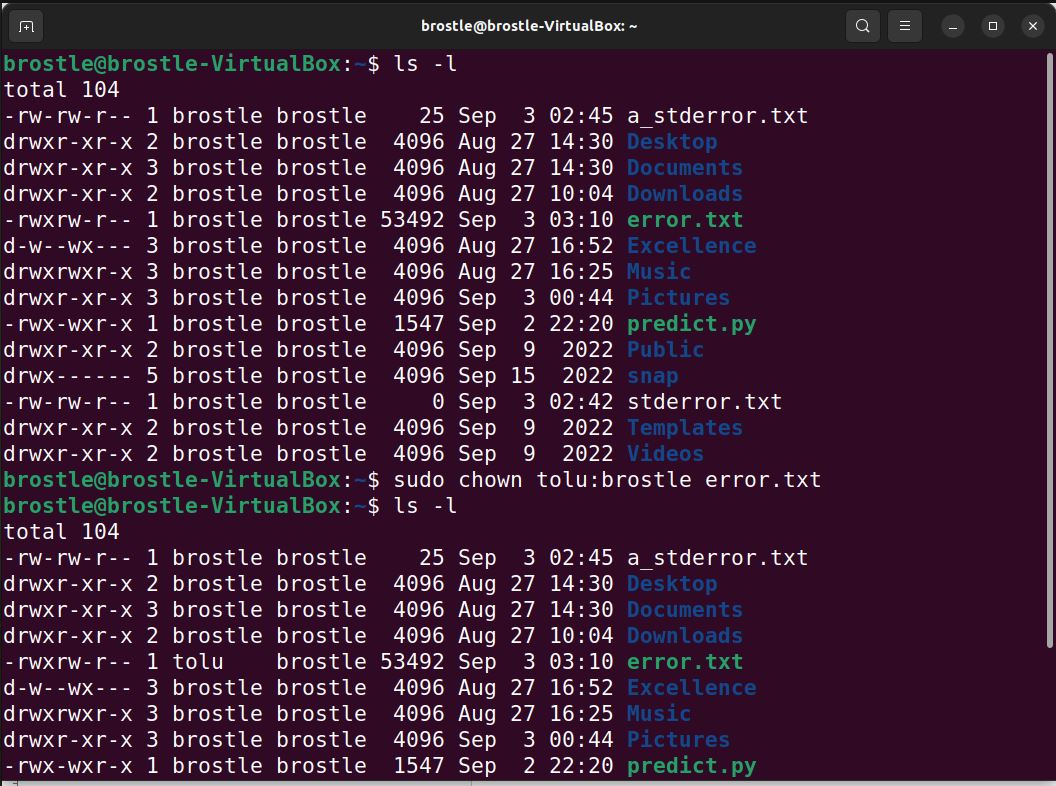 brostle@brostle-VirtualBox: ~
brostle@brostle-VirtualBox:~$ ls -l
total 104
-rw-rw-r-- 1 brostle brostle    25 Sep  3 02:45 a_stderror.txt
drwxr-xr-x 2 brostle brostle  4096 Aug 27 14:30 Desktop
drwxr-xr-x 3 brostle brostle  4096 Aug 27 14:30 Documents
drwxr-xr-x 2 brostle brostle  4096 Aug 27 10:04 Downloads
-rwxrw-r-- 1 brostle brostle 53492 Sep  3 03:10 error.txt
d-w--wx--- 3 brostle brostle  4096 Aug 27 16:52 Excellence
drwxrwxr-x 3 brostle brostle  4096 Aug 27 16:25 Music
drwxr-xr-x 3 brostle brostle  4096 Sep  3 00:44 Pictures
-rwx-wxr-x 1 brostle brostle  1547 Sep  2 22:20 predict.py
drwxr-xr-x 2 brostle brostle  4096 Sep  9  2022 Public
drwx------ 5 brostle brostle  4096 Sep 15  2022 snap
-rw-rw-r-- 1 brostle brostle     0 Sep  3 02:42 stderror.txt
drwxr-xr-x 2 brostle brostle  4096 Sep  9  2022 Templates
drwxr-xr-x 2 brostle brostle  4096 Sep  9  2022 Videos
brostle@brostle-VirtualBox:~$ sudo chown tolu:brostle error.txt
brostle@brostle-VirtualBox:~$ ls -l
total 104
-rw-rw-r-- 1 brostle brostle    25 Sep  3 02:45 a_stderror.txt
drwxr-xr-x 2 brostle brostle  4096 Aug 27 14:30 Desktop
drwxr-xr-x 3 brostle brostle  4096 Aug 27 14:30 Documents
drwxr-xr-x 2 brostle brostle  4096 Aug 27 10:04 Downloads
-rwxrw-r-- 1 tolu    brostle 53492 Sep  3 03:10 error.txt
d-w--wx--- 3 brostle brostle  4096 Aug 27 16:52 Excellence
drwxrwxr-x 3 brostle brostle  4096 Aug 27 16:25 Music
drwxr-xr-x 3 brostle brostle  4096 Sep  3 00:44 Pictures
-rwx-wxr-x 1 brostle brostle  1547 Sep  2 22:20 predict.py